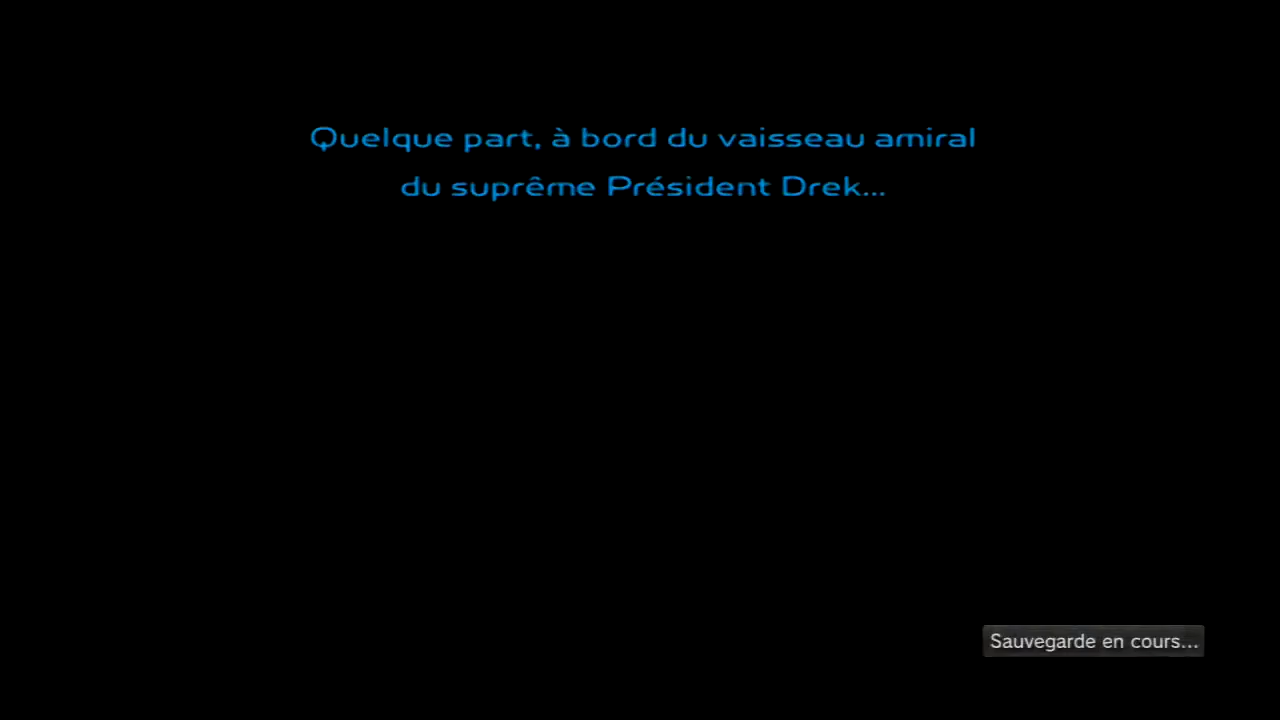 Quelque part, à bord du vaisseau amiral
du suprême Président Drek...
Sauvegarde en cours...